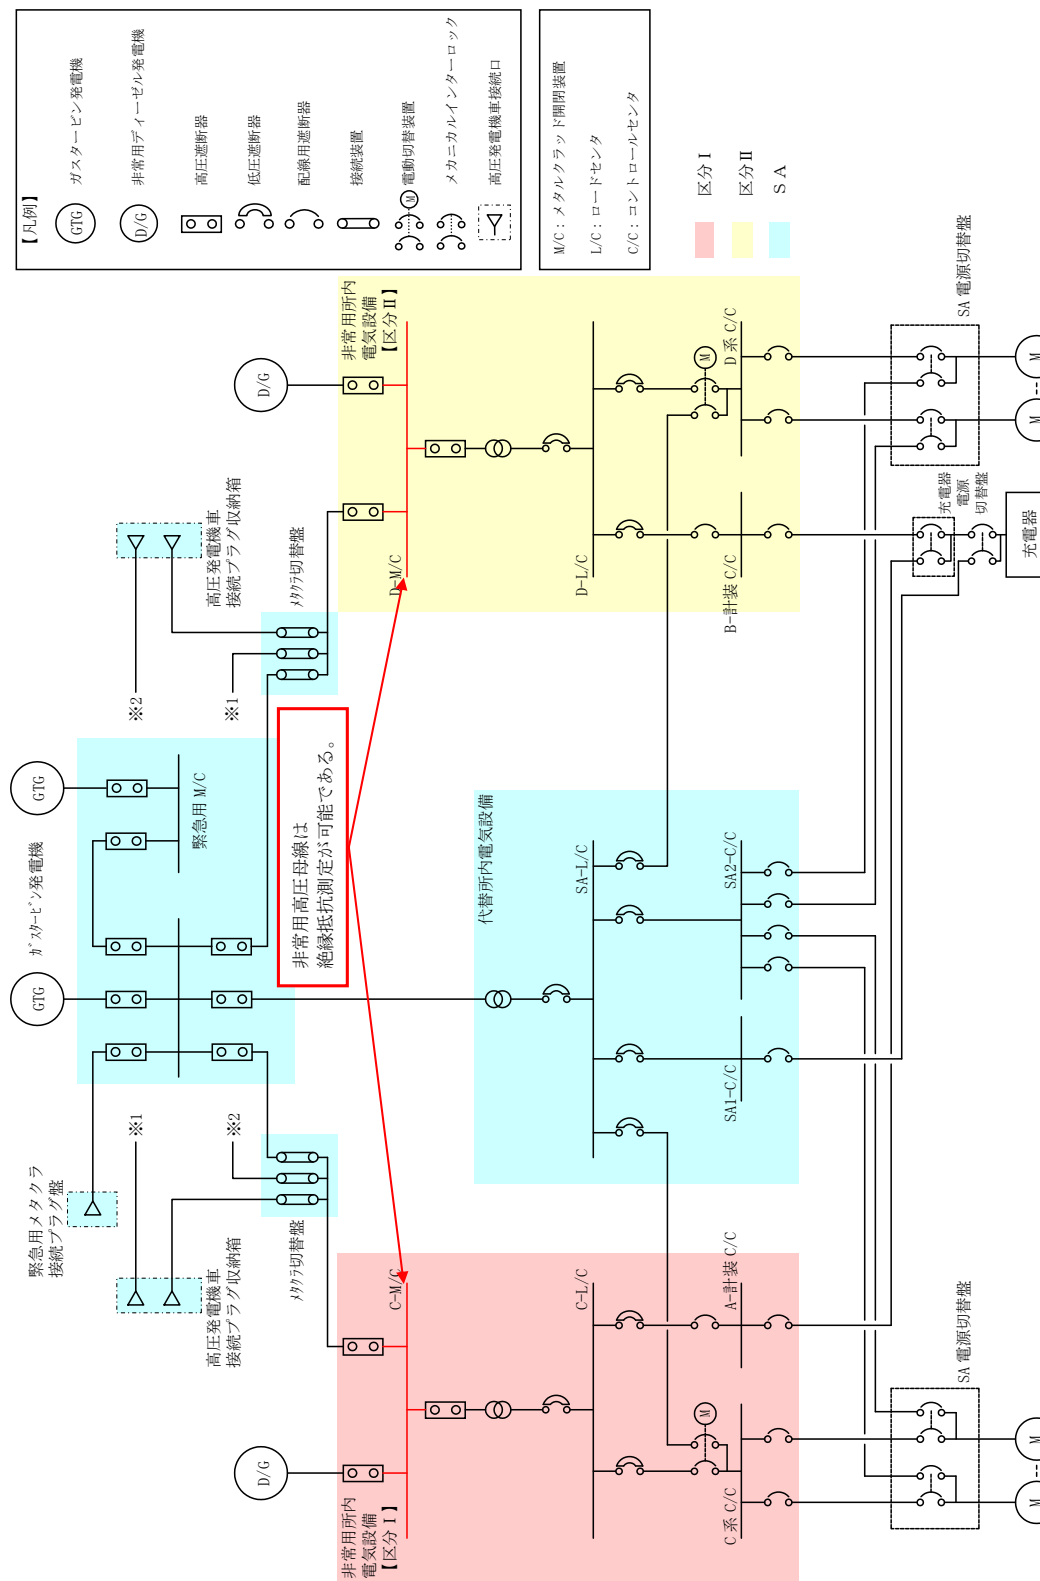 【凡例】
GTG ガスタービン発電機
D/G 非常用ディーゼル発電機
高圧遮断器
低圧遮断器
配線用遮断器
接続装置
M 電動切替装置
メカニカルインターロック
高圧発電機車接続口
M/C：メタルクラッド開閉装置
L/C：ロードセンタ
C/C：コントロールセンタ
区分Ⅰ
区分Ⅱ
ＳＡ
緊急用メタクラ
接続プラグ盤
GTG
ｶﾞｽﾀｰﾋﾞﾝ発電機
GTG
緊急用 M/C
※1
※2
高圧発電機車
接続プラグ収納箱
※2
※1
高圧発電機車
接続プラグ収納箱
ﾒﾀｸﾗ切替盤
ﾒﾀｸﾗ切替盤
D/G
D/G
非常用高圧母線は
絶縁抵抗測定が可能である。
非常用所内
電気設備
【区分Ⅰ】
C-M/C
C-L/C
M
C 系 C/C
A-計装 C/C
代替所内電気設備
SA-L/C
SA1-C/C
SA2-C/C
非常用所内
電気設備
【区分Ⅱ】
D-M/C
D-L/C
M
B-計装 C/C
D 系 C/C
SA 電源切替盤
M
M
充電器
電源
切替盤
充電器
SA 電源切替盤
M
M